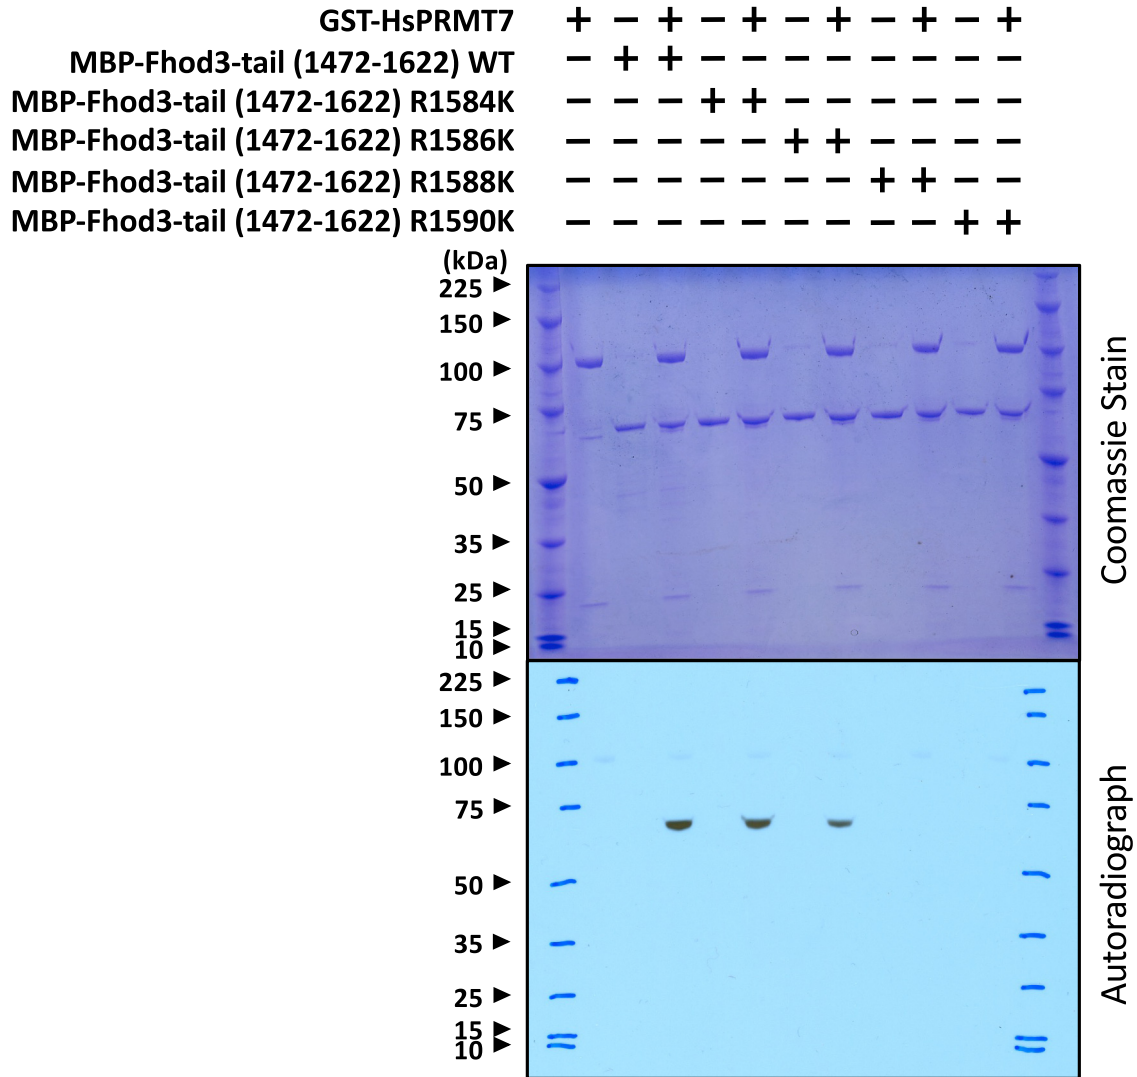 GST-HsPRMT7 + − + − + − + − + − +
MBP-Fhod3-tail (1472-1622) WT − + + − − − − − − − −
MBP-Fhod3-tail (1472-1622) R1584K − − − + + − − − − − −
MBP-Fhod3-tail (1472-1622) R1586K − − − − − + + − − − −
MBP-Fhod3-tail (1472-1622) R1588K − − − − − − − + + − −
MBP-Fhod3-tail (1472-1622) R1590K − − − − − − − − − + +
(kDa)
225
150
100
75
50
35
25
15
10
Coomassie Stain
225
150
100
75
50
35
25
15
10
Autoradiograph